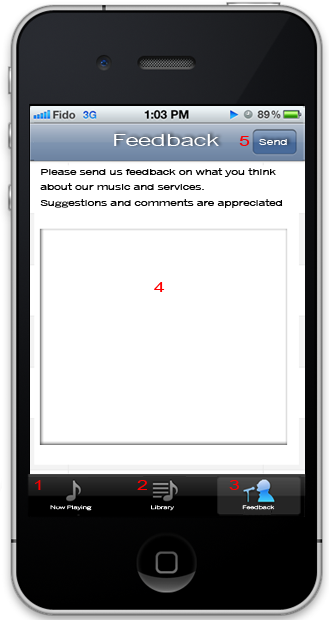 Fido 3G 1:03 PM 89%
Feedback 5 Send
Please send us feedback on what you think
about our music and services.
Suggestions and comments are appreciated
4
1 2 3
Now Playing Library Feedback